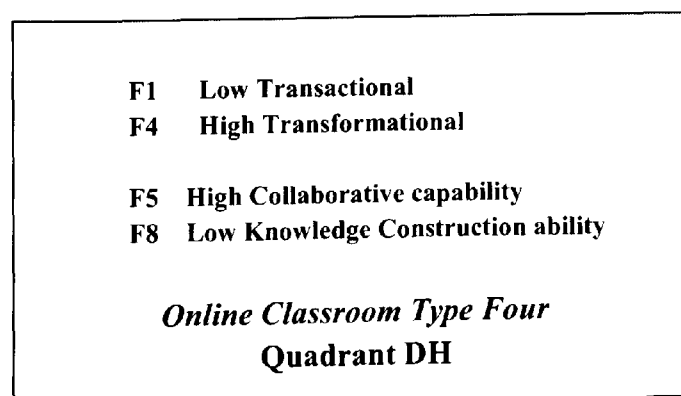 F1 Low Transactional
F4 High Transformational
F5 High Collaborative capability
F8 Low Knowledge Construction ability
Online Classroom Type Four
Quadrant DH